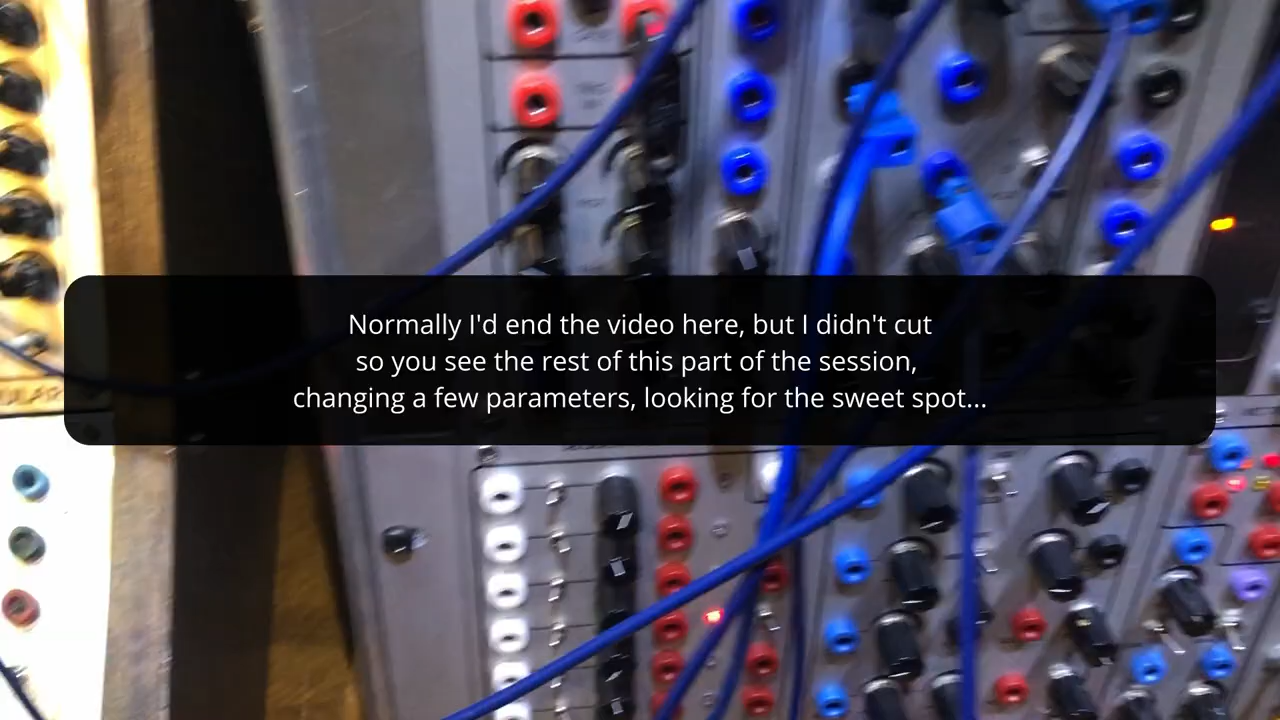 Normally I'd end the video here, but I didn't cut
so you see the rest of this part of the session,
changing a few parameters, looking for the sweet spot...